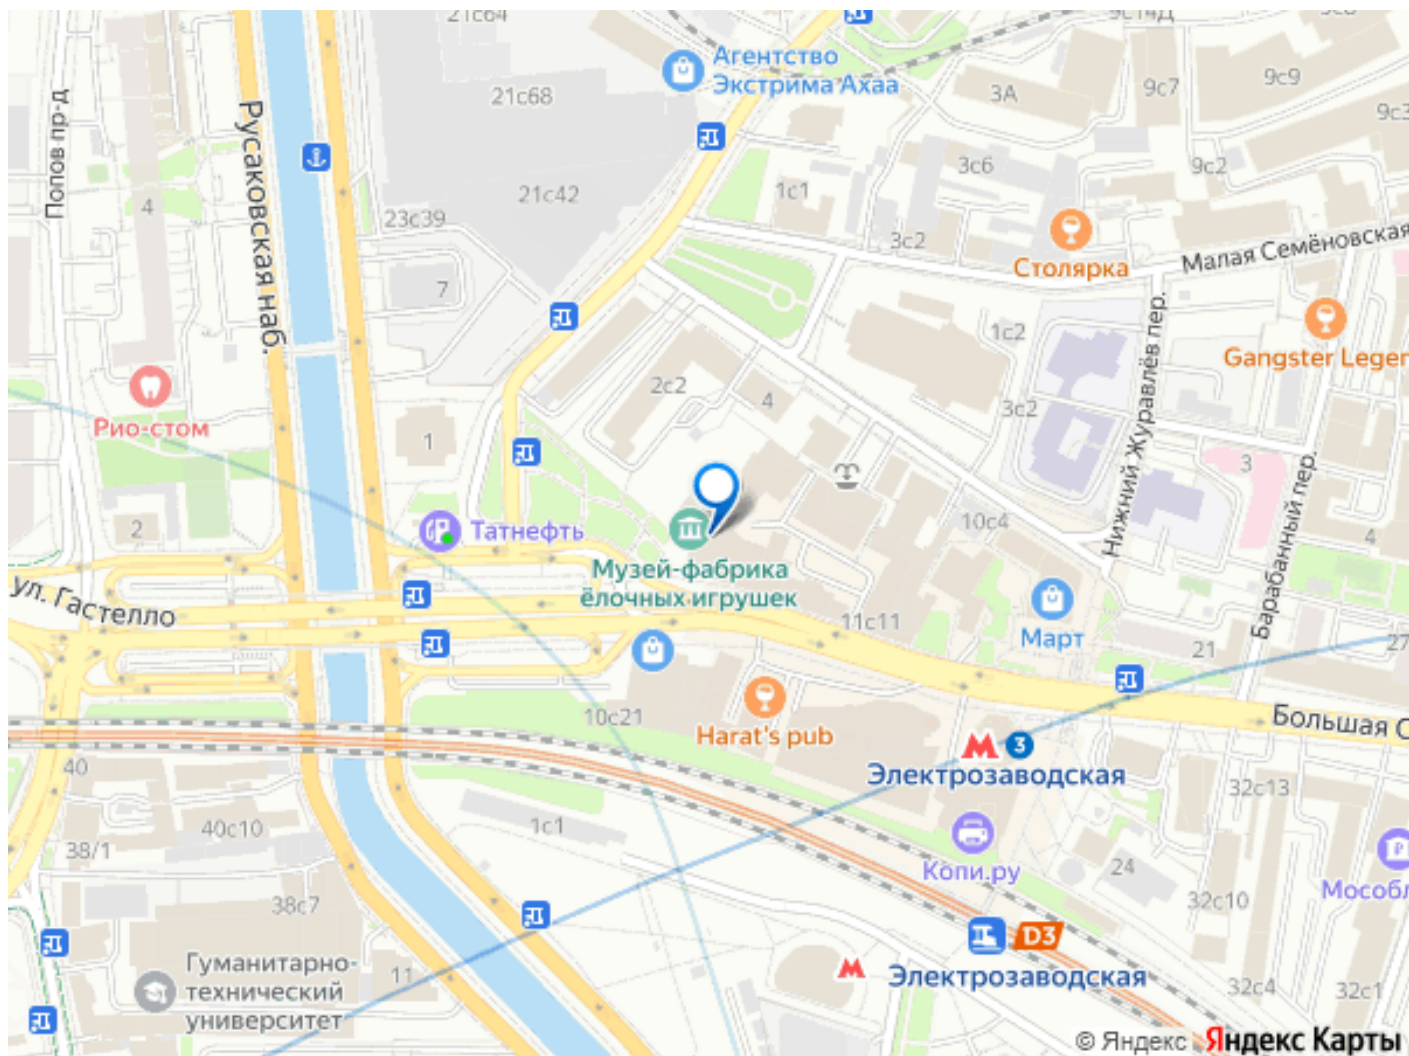 21с64
9с14Д
9с8
Агентство
Экстрима Ахаа
21с68
3А
9с7
9с9
9с3
Попов пр-д
Русаковская наб.
4
21с42
23с39
1с1
3с6
9с2
3с2
Столярка
Малая Семёновская
7
1с2
Gangster Legen
Нижний Журавлёв пер.
Рио-стом
2с2
4
3с2
1
3
Барабанный пер.
2
Татнефть
10с4
4
Музей-фабрика
ёлочных игрушек
ул. Гастелло
11с11
Март
21
27
10с21
Harat's pub
Большая С
3
Электрозаводская
40
32с13
40с10
1с1
38/1
Копи.ру
24
Мособл
32с10
38с7
D3
Гуманитарно-
технический
университет
11
Электрозаводская
32с4
32с1
© Яндекс Яндекс Карты